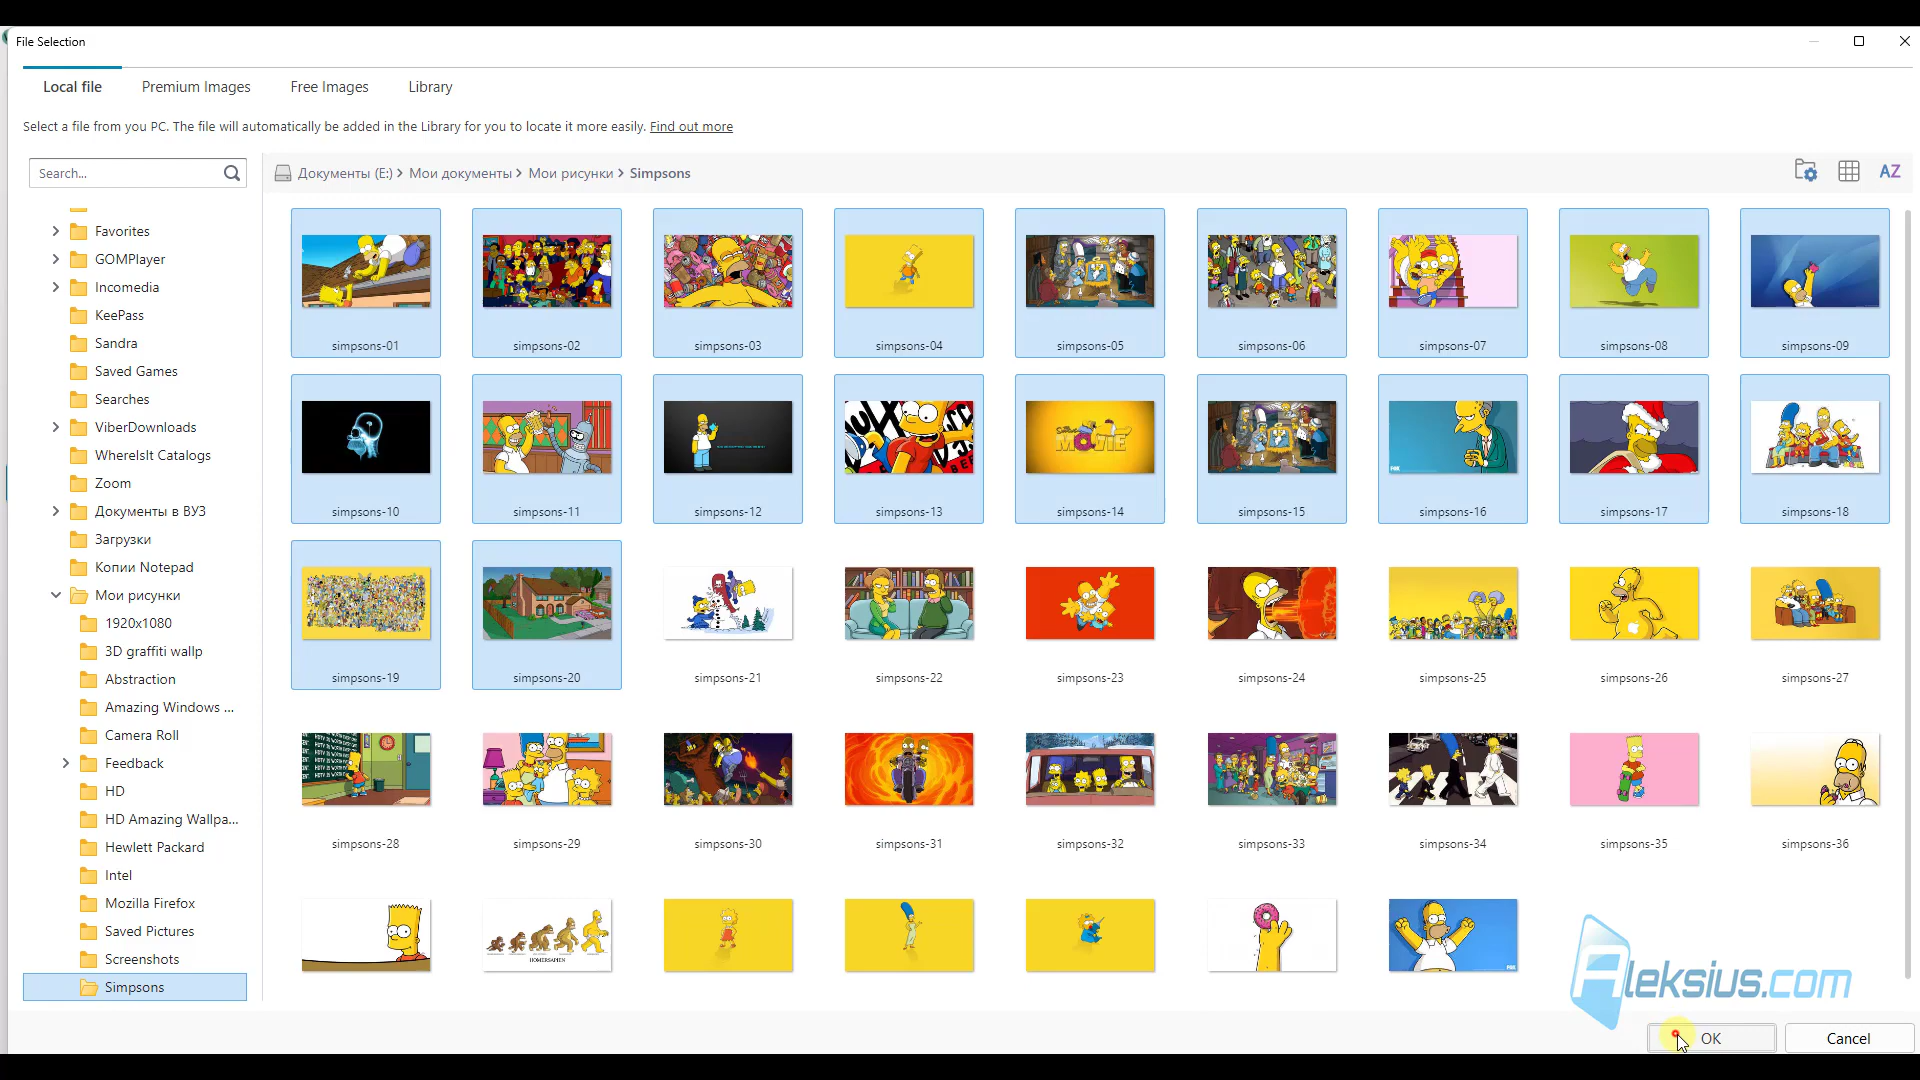 File Selection
Local file
Premium Images
Free Images
Library
Select a file from you PC. The file will automatically be added in the Library for you to locate it more easily. Find out more
Search...
Документы (E:) > Мои документы > Мои рисунки > Simpsons
AZ
Favorites
GOMPlayer
Incomedia
KeePass
Sandra
Saved Games
Searches
ViberDownloads
WhereIsIt Catalogs
Zoom
Документы в ВУЗ
Загрузки
Копии Notepad
Мои рисунки
1920x1080
3D graffiti wallp
Abstraction
Amazing Windows ...
Camera Roll
Feedback
HD
HD Amazing Wallpa...
Hewlett Packard
Intel
Mozilla Firefox
Saved Pictures
Screenshots
Simpsons
simpsons-01
simpsons-02
simpsons-03
simpsons-04
simpsons-05
simpsons-06
simpsons-07
simpsons-08
simpsons-09
MOVIE
FOX
simpsons-10
simpsons-11
simpsons-12
simpsons-13
simpsons-14
simpsons-15
simpsons-16
simpsons-17
simpsons-18
simpsons-19
simpsons-20
simpsons-21
simpsons-22
simpsons-23
simpsons-24
simpsons-25
simpsons-26
simpsons-27
simpsons-28
simpsons-29
simpsons-30
simpsons-31
simpsons-32
simpsons-33
simpsons-34
simpsons-35
simpsons-36
HOMERSAPIEN
Aleksius.com
OK
Cancel